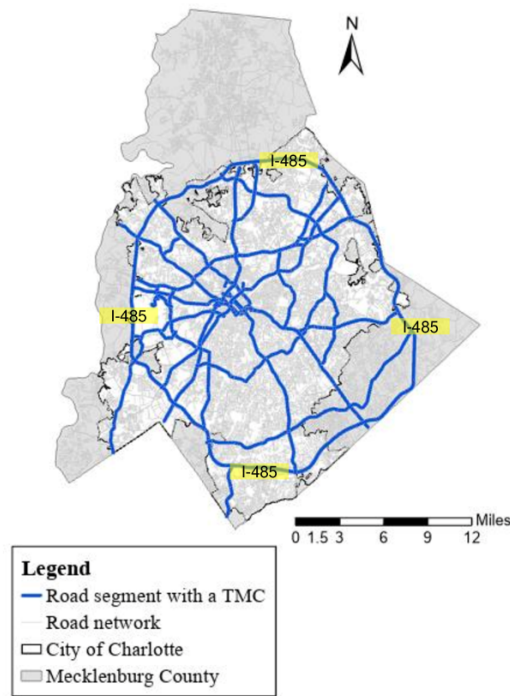 N
I-485
I-485
I-485
I-485
Miles
0 1.5 3 6 9 12
Legend
Road segment with a TMC
Road network
City of Charlotte
Mecklenburg County